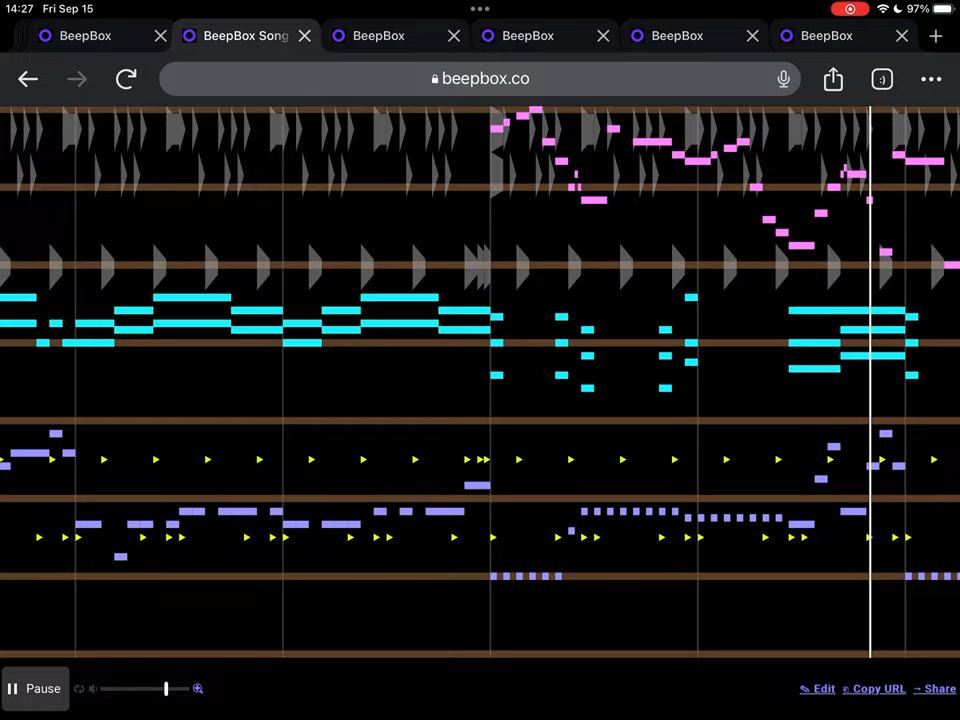 14:27 Fri Sep 15
97%
BeepBox
BeepBox Song
BeepBox
BeepBox
BeepBox
BeepBox
beepbox.co
:)
Pause
Edit
Copy URL
Share